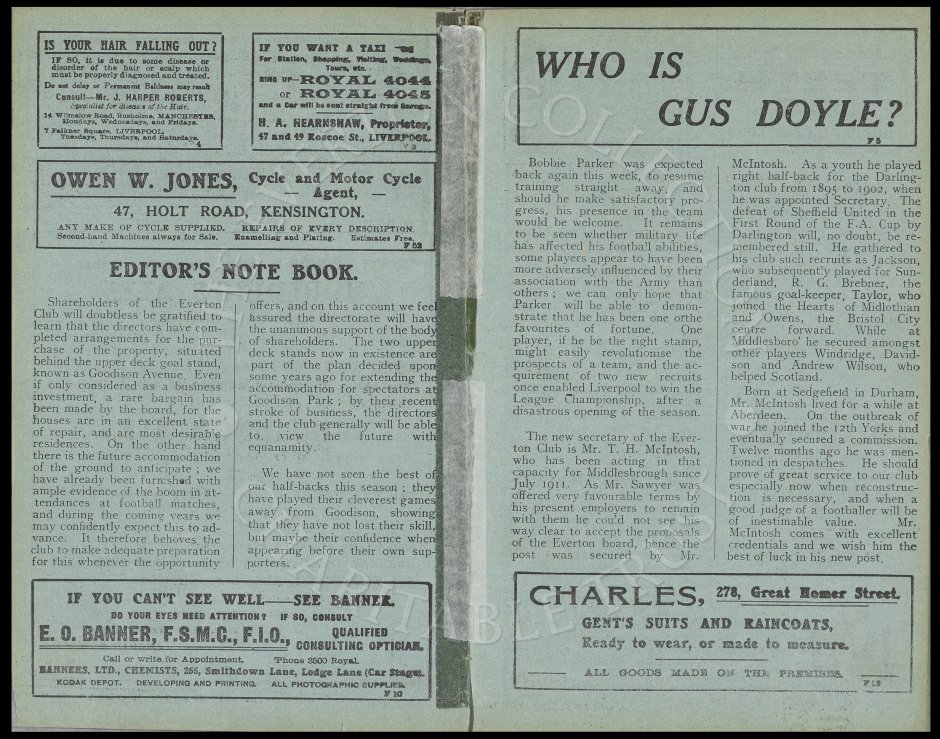 IS YOUR HAIR FALLING OUT?
IF SO, it is due to some disease or
disorder of the hair or scalp which
must be properly diagnosed and treated.
Do not delay or Permanent Baldness may result
Consult—Mr. J. HARPER ROBERTS,
Specialist for diseases of the Hair.
14 Wilmslow Road, Rusholme, MANCHESTER,
Mondays, Wednesdays, and Fridays.
7 Falkner Square, LIVERPOOL,
Tuesdays, Thursdays, and Saturdays.
4
IF YOU WANT A TAXI
For Station, Shopping, Visiting, Weddings,
Tours, etc.
RING UP—ROYAL 4044
or ROYAL 4045
and a Car will be sent straight from Garage.
H. A. HEARNSHAW, Proprietor,
47 and 49 Roscoe St., LIVERPOOL.
F 3
OWEN W. JONES, Cycle and Motor Cycle
— Agent, —
47, HOLT ROAD, KENSINGTON.
ANY MAKE OF CYCLE SUPPLIED. REPAIRS OF EVERY DESCRIPTION.
Second-hand Machines always for Sale. Enamelling and Plating. Estimates Free.
F 52
EDITOR'S NOTE BOOK.
Shareholders of the Everton
Club will doubtless be gratified to
learn that the directors have com-
pleted arrangements for the pur-
chase of the property, situated
behind the upper deck goal stand,
known as Goodison Avenue. Even
if only considered as a business
investment, a rare bargain has
been made by the board, for the
houses are in an excellent state
of repair, and are most desirable
residences. On the other hand
there is the future accommodation
of the ground to anticipate; we
have already been furnished with
ample evidence of the boom in at-
tendances at football matches,
and during the coming years we
may confidently expect this to ad-
vance. It therefore behoves the
club to make adequate preparation
for this whenever the opportunity
offers, and on this account we feel
assured the directorate will have
the unanimous support of the body
of shareholders. The two upper
deck stands now in existence are
part of the plan decided upon
some years ago for extending the
accommodation for spectators at
Goodison Park; by their recent
stroke of business, the directors
and the club generally will be able
to view the future with
equanamity.
We have not seen the best of
our half-backs this season; they
have played their cleverest games
away from Goodison, showing
that they have not lost their skill,
but maybe their confidence when
appearing before their own sup-
porters.
IF YOU CAN'T SEE WELL—SEE BANNER.
DO YOUR EYES NEED ATTENTION? IF SO, CONSULT
E. O. BANNER, F.S.M.C., F.I.O., QUALIFIED
CONSULTING OPTICIAN.
Call or write for Appointment. 'Phone 3500 Royal.
BANNERS, LTD., CHEMISTS, 266, Smithdown Lane, Lodge Lane (Car Stage).
KODAK DEPOT. DEVELOPING AND PRINTING. ALL PHOTOGRAPHIC SUPPLIES.
F 10
WHO IS
GUS DOYLE?
F 5
Bobbie Parker was expected
back again this week, to resume
training straight away, and
should he make satisfactory pro-
gress, his presence in the team
would be welcome. It remains
to be seen whether military life
has affected his football abilities,
some players appear to have been
more adversely influenced by their
association with the Army than
others; we can only hope that
Parker will be able to demon-
strate that he has been one ofthe
favourites of fortune. One
player, if he be the right stamp,
might easily revolutionise the
prospects of a team, and the ac-
quirement of two new recruits
once enabled Liverpool to win the
League Championship, after a
disastrous opening of the season.
The new secretary of the Ever-
ton Club is Mr. T. H. McIntosh,
who has been acting in that
capacity for Middlesbrough since
July 1911. As Mr. Sawyer was
offered very favourable terms by
his present employers to remain
with them he could not see his
way clear to accept the proposals
of the Everton board, hence the
post was secured by Mr.
McIntosh. As a youth he played
right half-back for the Darling-
ton club from 1895 to 1902, when
he was appointed Secretary. The
defeat of Sheffield United in the
First Round of the F.A. Cup by
Darlington will, no doubt, be re-
membered still. He gathered to
his club such recruits as Jackson,
who subsequently played for Sun-
derland, R. G. Brebner, the
famous goal-keeper, Taylor, who
joined the Hearts of Midlothian
and Owens, the Bristol City
centre forward. While at
Middlesboro' he secured amongst
other players Windridge, David-
son and Andrew Wilson, who
helped Scotland.
Born at Sedgefield in Durham,
Mr. McIntosh lived for a while at
Aberdeen. On the outbreak of
war he joined the 12th Yorks and
eventually secured a commission.
Twelve months ago he was men-
tioned in despatches. He should
prove of great service to our club
especially now when reconstruc-
tion is necessary, and when a
good judge of a footballer will be
of inestimable value. Mr.
McIntosh comes with excellent
credentials and we wish him the
best of luck in his new post.
CHARLES, 278, Great Homer Street.
GENT'S SUITS AND RAINCOATS,
Ready to wear, or made to measure.
ALL GOODS MADE ON THE PREMISES.
F 19